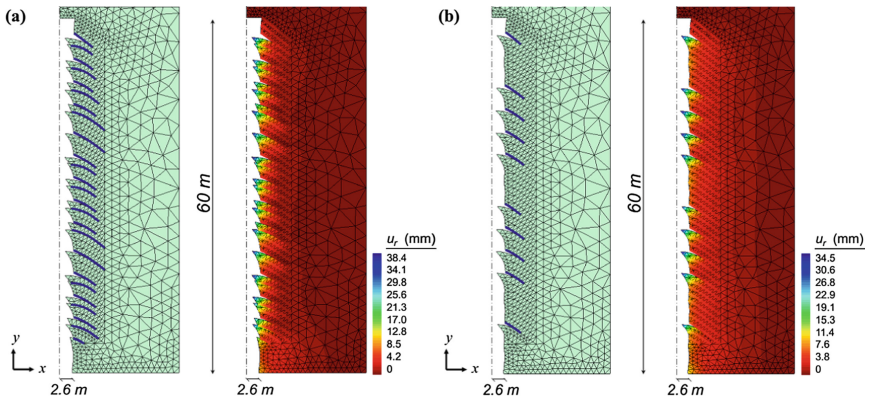 (a)
60 m
u_r (mm)
38.4
34.1
29.8
25.6
21.3
17.0
12.8
8.5
4.2
0
y
x
2.6 m
2.6 m
(b)
60 m
u_r (mm)
34.5
30.6
26.8
22.9
19.1
15.3
11.4
7.6
3.8
0
y
x
2.6 m
2.6 m